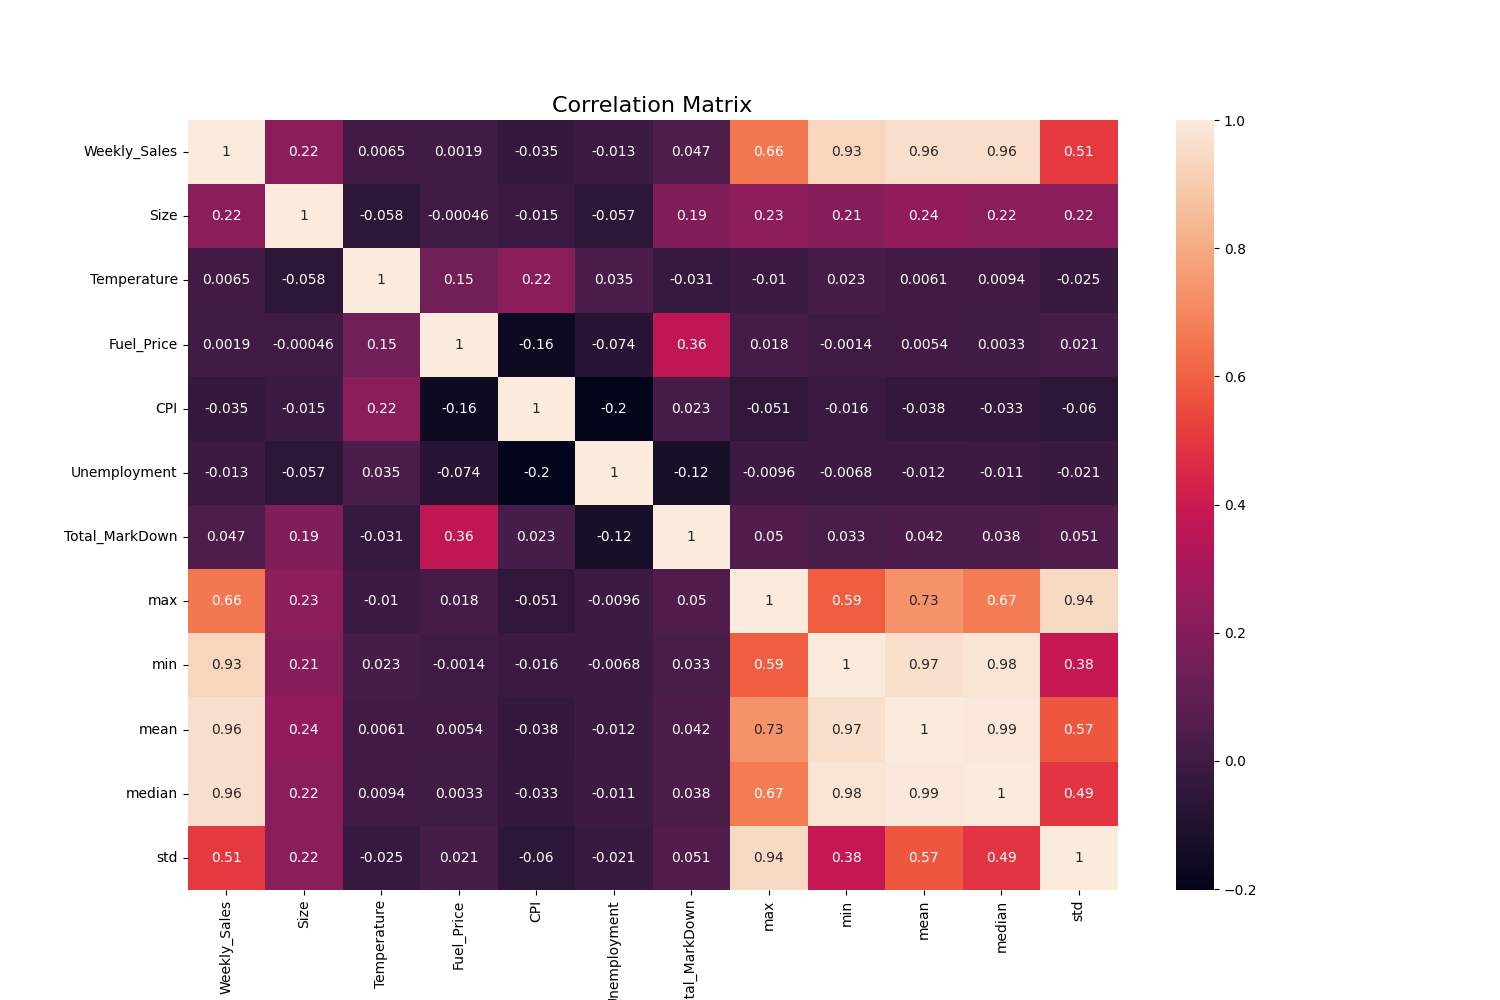 Correlation Matrix
Weekly_Sales 1 0.22 0.0065 0.0019 -0.035 -0.013 0.047 0.66 0.93 0.96 0.96 0.51
Size 0.22 1 -0.058 -0.00046 -0.015 -0.057 0.19 0.23 0.21 0.24 0.22 0.22
Temperature 0.0065 -0.058 1 0.15 0.22 0.035 -0.031 -0.01 0.023 0.0061 0.0094 -0.025
Fuel_Price 0.0019 -0.00046 0.15 1 -0.16 -0.074 0.36 0.018 -0.0014 0.0054 0.0033 0.021
CPI -0.035 -0.015 0.22 -0.16 1 -0.2 0.023 -0.051 -0.016 -0.038 -0.033 -0.06
Unemployment -0.013 -0.057 0.035 -0.074 -0.2 1 -0.12 -0.0096 -0.0068 -0.012 -0.011 -0.021
Total_MarkDown 0.047 0.19 -0.031 0.36 0.023 -0.12 1 0.05 0.033 0.042 0.038 0.051
max 0.66 0.23 -0.01 0.018 -0.051 -0.0096 0.05 1 0.59 0.73 0.67 0.94
min 0.93 0.21 0.023 -0.0014 -0.016 -0.0068 0.033 0.59 1 0.97 0.98 0.38
mean 0.96 0.24 0.0061 0.0054 -0.038 -0.012 0.042 0.73 0.97 1 0.99 0.57
median 0.96 0.22 0.0094 0.0033 -0.033 -0.011 0.038 0.67 0.98 0.99 1 0.49
std 0.51 0.22 -0.025 0.021 -0.06 -0.021 0.051 0.94 0.38 0.57 0.49 1
Weekly_Sales Size Temperature Fuel_Price CPI nemployment tal_MarkDown max min mean median std
1.0
0.8
0.6
0.4
0.2
0.0
−0.2